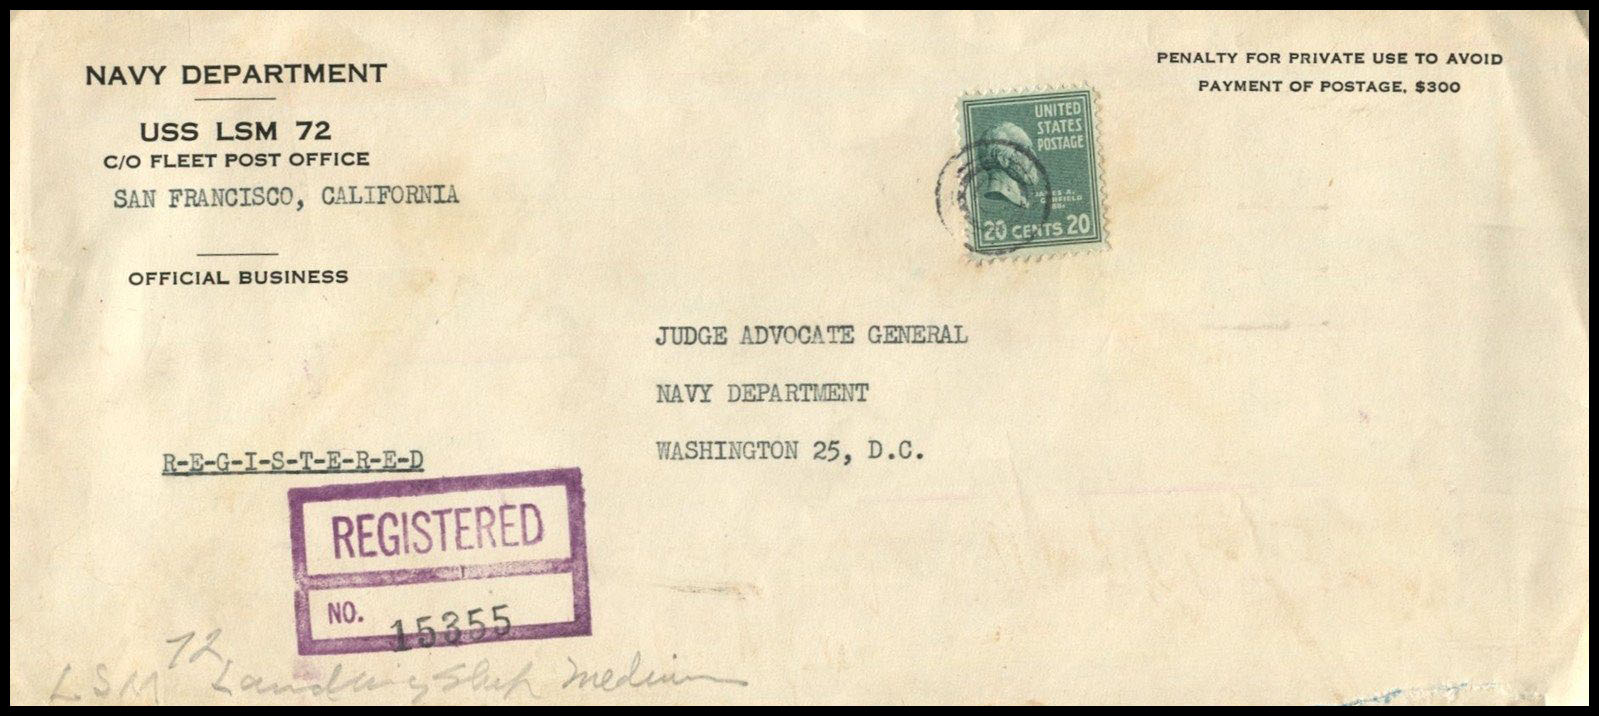 NAVY DEPARTMENT
USS LSM 72
C/O FLEET POST OFFICE
SAN FRANCISCO, CALIFORNIA
OFFICIAL BUSINESS
PENALTY FOR PRIVATE USE TO AVOID
PAYMENT OF POSTAGE, $300
UNITED
STATES
POSTAGE
JAMES A.
GARFIELD
20 CENTS 20
JUDGE ADVOCATE GENERAL
NAVY DEPARTMENT
WASHINGTON 25, D.C.
R-E-G-I-S-T-E-R-E-D
REGISTERED
NO. 15355
LSM 72 Landing Ship Medium